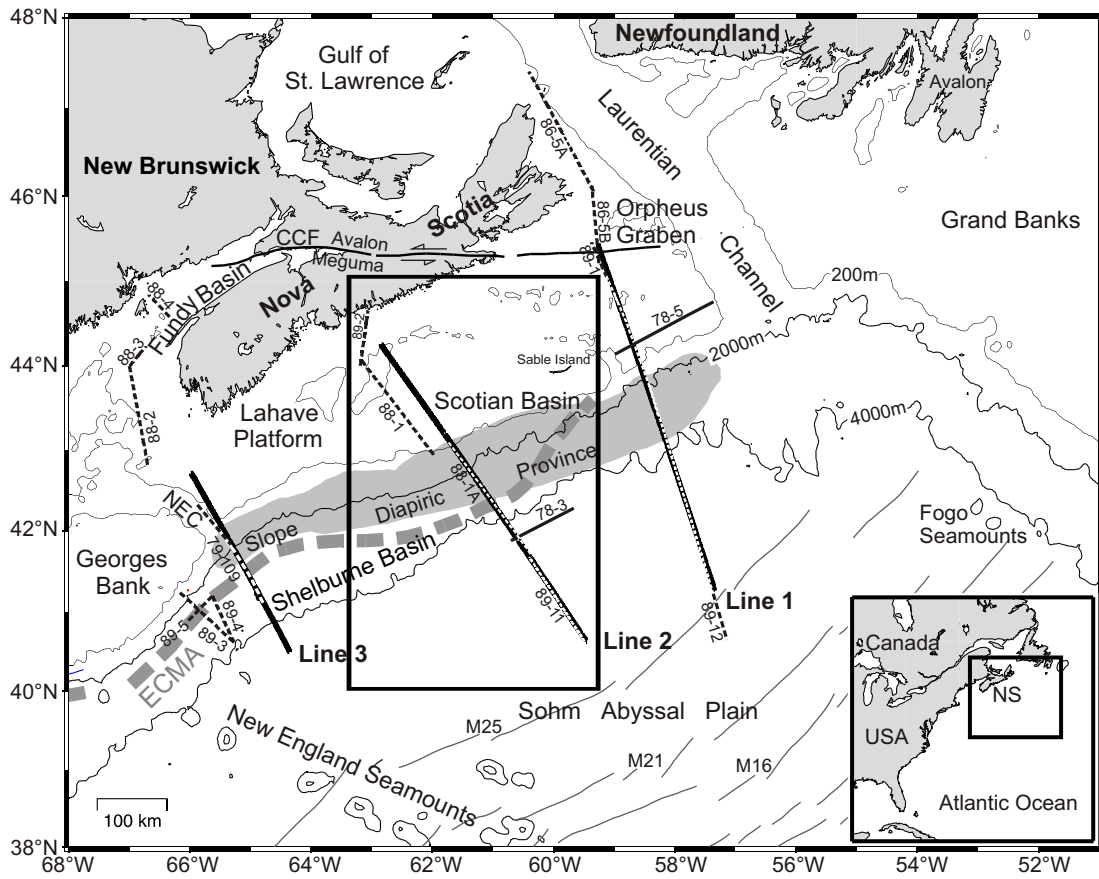 48°N
46°N
44°N
42°N
40°N
38°N
68°W
66°W
64°W
62°W
60°W
58°W
56°W
54°W
52°W
Gulf of
St. Lawrence
Newfoundland
Avalon
New Brunswick
Laurentian
Channel
86-5A
86-5B
89-1
Orpheus
Graben
Grand Banks
Scotia
Nova
CCF
Avalon
Meguma
Fundy Basin
88-4
88-3
88-2
89-2
88-1
78-5
200m
2000m
4000m
Sable Island
Scotian Basin
Lahave
Platform
88-1A
Slope
Diapiric
Province
78-3
NEC
79-109
Georges
Bank
Shelburne Basin
89-5
89-3
89-4
ECMA
89-11
89-12
Line 1
Line 2
Line 3
Fogo
Seamounts
Sohm Abyssal Plain
M25
M21
M16
New England Seamounts
100 km
Canada
NS
USA
Atlantic Ocean